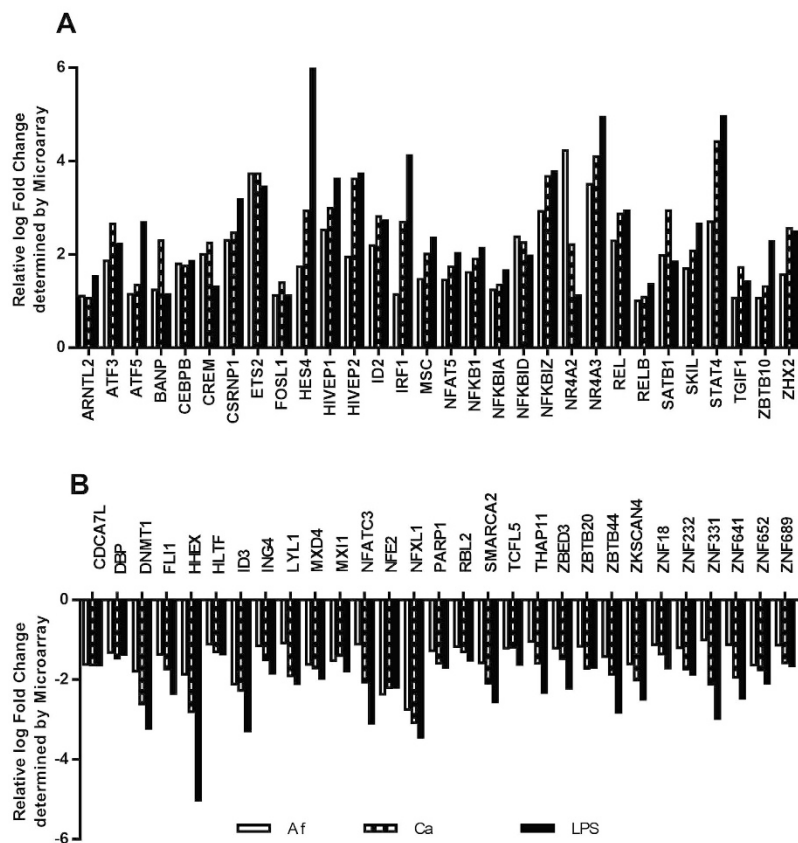 A
Relative log Fold Change
determined by Microarray
6
4
2
0
ARNTL2
ATF3
ATF5
BANP
CEBPB
CREM
CSRNP1
ETS2
FOSL1
HES4
HIVEP1
HIVEP2
ID2
IRF1
MSC
NFAT5
NFKB1
NFKBIA
NFKBID
NFKBIZ
NR4A2
NR4A3
REL
RELB
SATB1
SKIL
STAT4
TGIF1
ZBTB10
ZHX2
B
CDCA7L
DBP
DNMT1
FLI1
HHEX
HLTF
ID3
ING4
LYL1
MXD4
MXI1
NFATC3
NFE2
NFXL1
PARP1
RBL2
SMARCA2
TCFL5
THAP11
ZBED3
ZBTB20
ZBTB44
ZKSCAN4
ZNF18
ZNF232
ZNF331
ZNF641
ZNF652
ZNF689
Relative log Fold Change
determined by Microarray
0
-2
-4
-6
Af
Ca
LPS